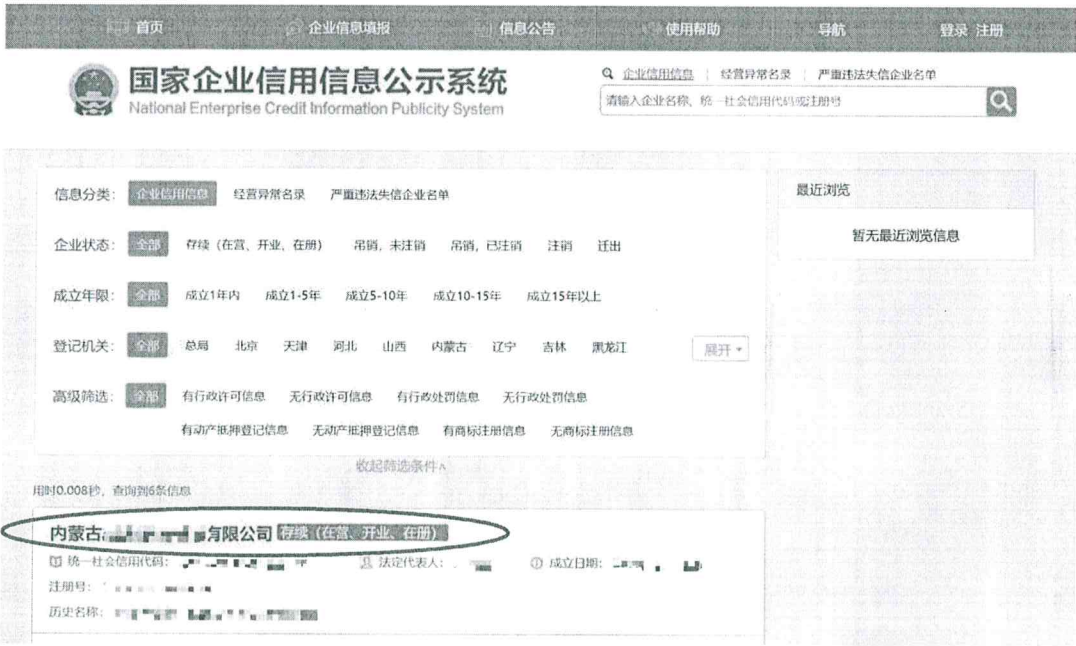 首页 企业信息填报 信息公告 使用帮助 导航 登录 注册
国家企业信用信息公示系统
National Enterprise Credit Information Publicity System
企业信用信息 | 经营异常名录 | 严重违法失信企业名单
请输入企业名称、统一社会信用代码或注册号
信息分类： 企业信用信息 经营异常名录 严重违法失信企业名单
企业状态： 全部 存续（在营、开业、在册） 吊销，未注销 吊销，已注销 注销 迁出
成立年限： 全部 成立1年内 成立1-5年 成立5-10年 成立10-15年 成立15年以上
登记机关： 全部 总局 北京 天津 河北 山西 内蒙古 辽宁 吉林 黑龙江 展开
高级筛选： 全部 有行政许可信息 无行政许可信息 有行政处罚信息 无行政处罚信息
有动产抵押登记信息 无动产抵押登记信息 有商标注册信息 无商标注册信息
收起筛选条件
最近浏览
暂无最近浏览信息
用时0.008秒，查询到6条信息
内蒙古 有限公司 存续（在营、开业、在册）
统一社会信用代码： 法定代表人： 成立日期：
注册号：
历史名称：